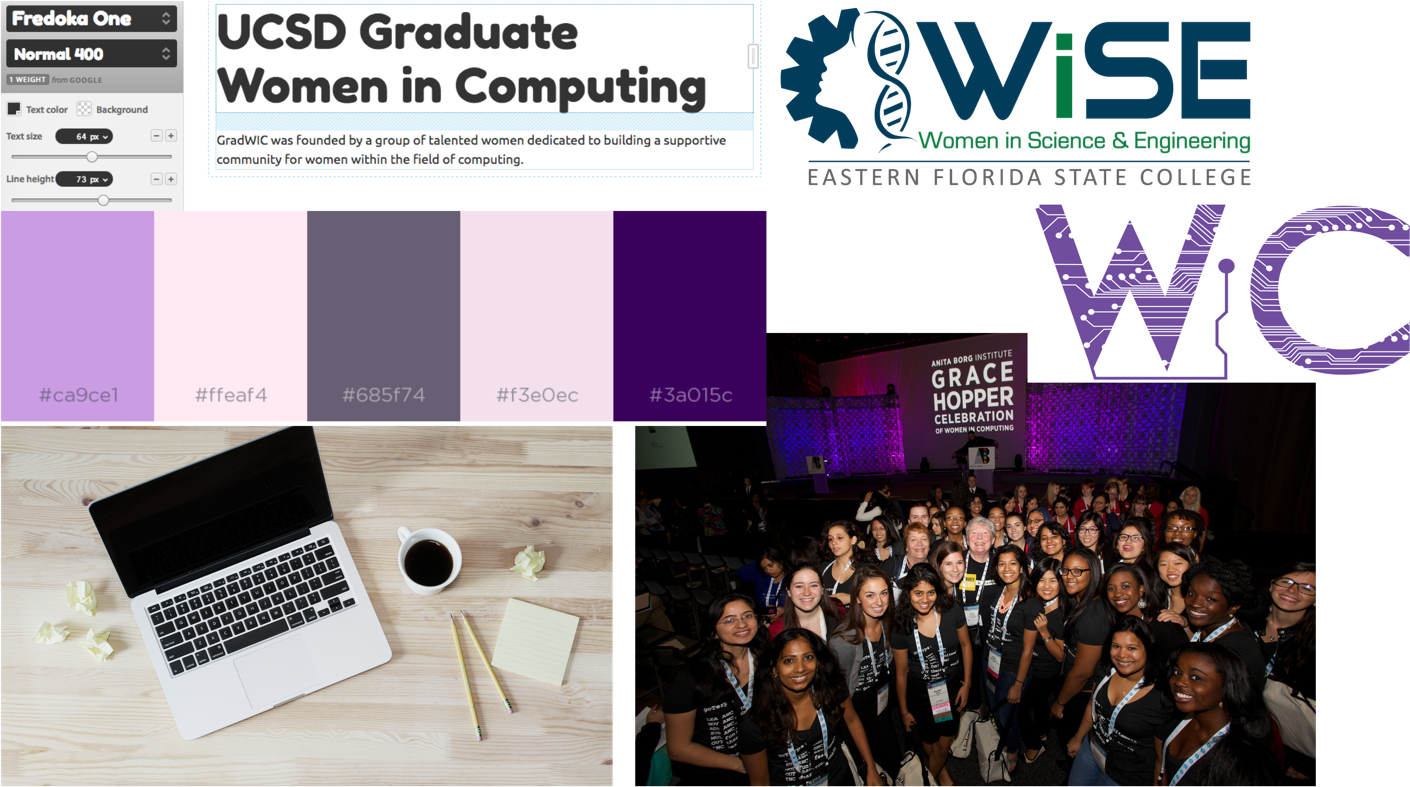 Fredoka One
Normal 400
1 WEIGHT from GOOGLE
Text color Background
Text size 64 px
Line height 73 px
UCSD Graduate
Women in Computing
GradWIC was founded by a group of talented women dedicated to building a supportive
community for women within the field of computing.
WiSE
Women in Science & Engineering
EASTERN FLORIDA STATE COLLEGE
WiC
#ca9ce1
#ffeaf4
#685f74
#f3e0ec
#3a015c
ANITA BORG INSTITUTE
GRACE
HOPPER
CELEBRATION
OF WOMEN IN COMPUTING